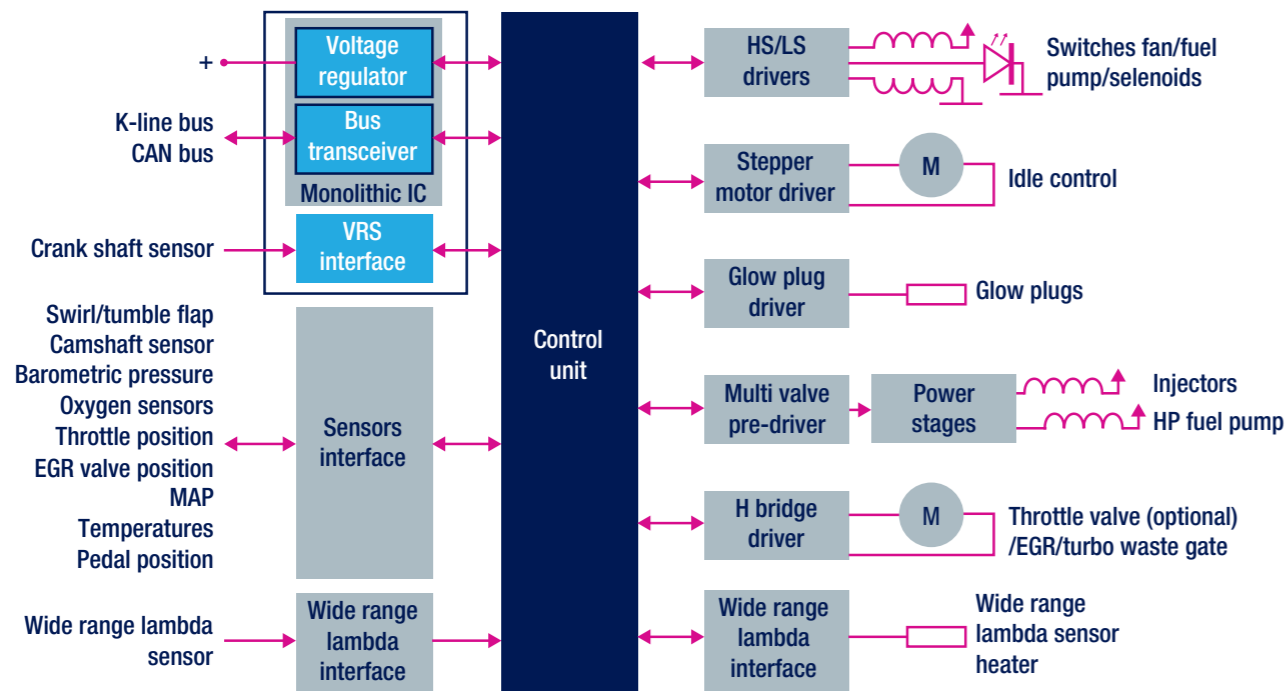 +
Voltage
regulator
K-line bus
CAN bus
Bus
transceiver
Monolithic IC
Crank shaft sensor
VRS
interface
Swirl/tumble flap
Camshaft sensor
Barometric pressure
Oxygen sensors
Throttle position
EGR valve position
MAP
Temperatures
Pedal position
Sensors
interface
Wide range lambda
sensor
Wide range
lambda
interface
Control
unit
HS/LS
drivers
Switches fan/fuel
pump/selenoids
Stepper
motor driver
M
Idle control
Glow plug
driver
Glow plugs
Multi valve
pre-driver
Power
stages
Injectors
HP fuel pump
H bridge
driver
M
Throttle valve (optional)
/EGR/turbo waste gate
Wide range
lambda
interface
Wide range
lambda sensor
heater